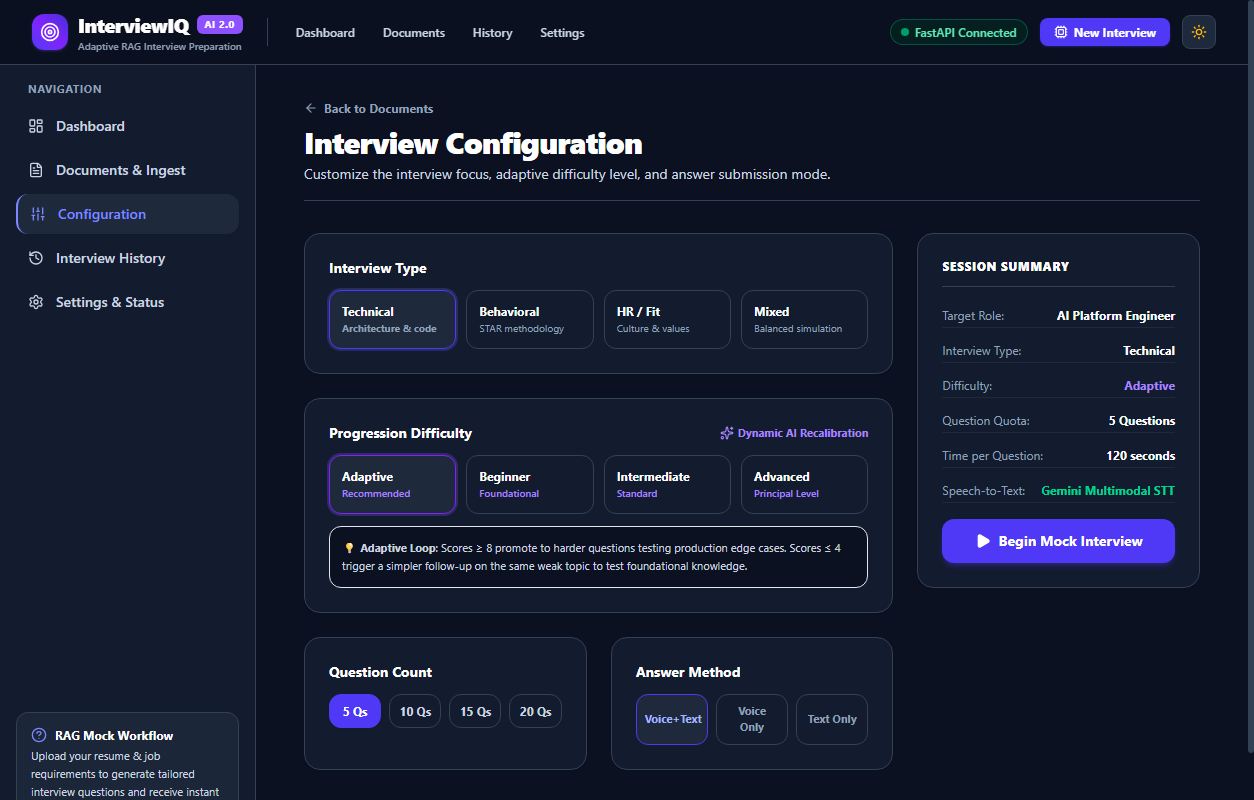 InterviewIQ AI 2.0
Adaptive RAG Interview Preparation
Dashboard Documents History Settings
FastAPI Connected
New Interview
NAVIGATION
Dashboard
Documents & Ingest
Configuration
Interview History
Settings & Status
RAG Mock Workflow
Upload your resume & job
requirements to generate tailored
interview questions and receive instant
Back to Documents
Interview Configuration
Customize the interview focus, adaptive difficulty level, and answer submission mode.
Interview Type
Technical
Architecture & code
Behavioral
STAR methodology
HR / Fit
Culture & values
Mixed
Balanced simulation
Progression Difficulty
Dynamic AI Recalibration
Adaptive
Recommended
Beginner
Foundational
Intermediate
Standard
Advanced
Principal Level
💡 Adaptive Loop: Scores ≥ 8 promote to harder questions testing production edge cases. Scores ≤ 4
trigger a simpler follow-up on the same weak topic to test foundational knowledge.
Question Count
5 Qs 10 Qs 15 Qs 20 Qs
Answer Method
Voice+Text
Voice
Only
Text Only
SESSION SUMMARY
Target Role: AI Platform Engineer
Interview Type: Technical
Difficulty: Adaptive
Question Quota: 5 Questions
Time per Question: 120 seconds
Speech-to-Text: Gemini Multimodal STT
Begin Mock Interview